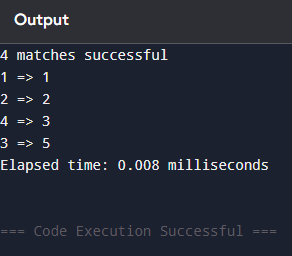 Output
4 matches successful
1 => 1
2 => 2
4 => 3
3 => 5
Elapsed time: 0.008 milliseconds
=== Code Execution Successful ===